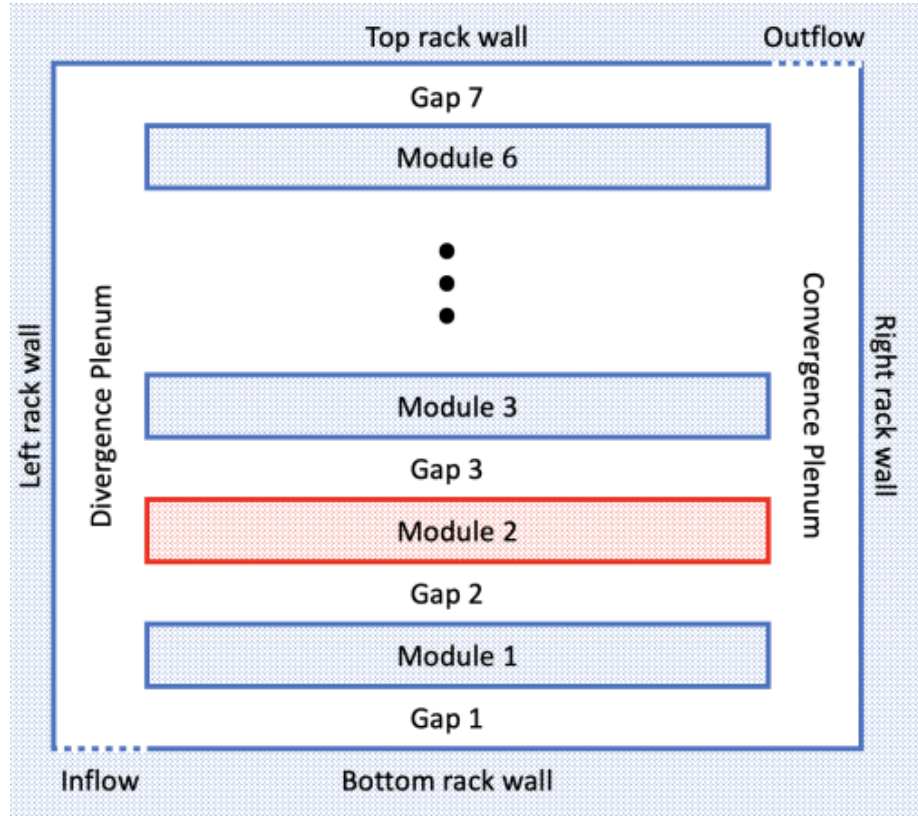 Top rack wall
Outflow
Gap 7
Module 6
Left rack wall
Divergence Plenum
Convergence Plenum
Right rack wall
Module 3
Gap 3
Module 2
Gap 2
Module 1
Gap 1
Inflow
Bottom rack wall